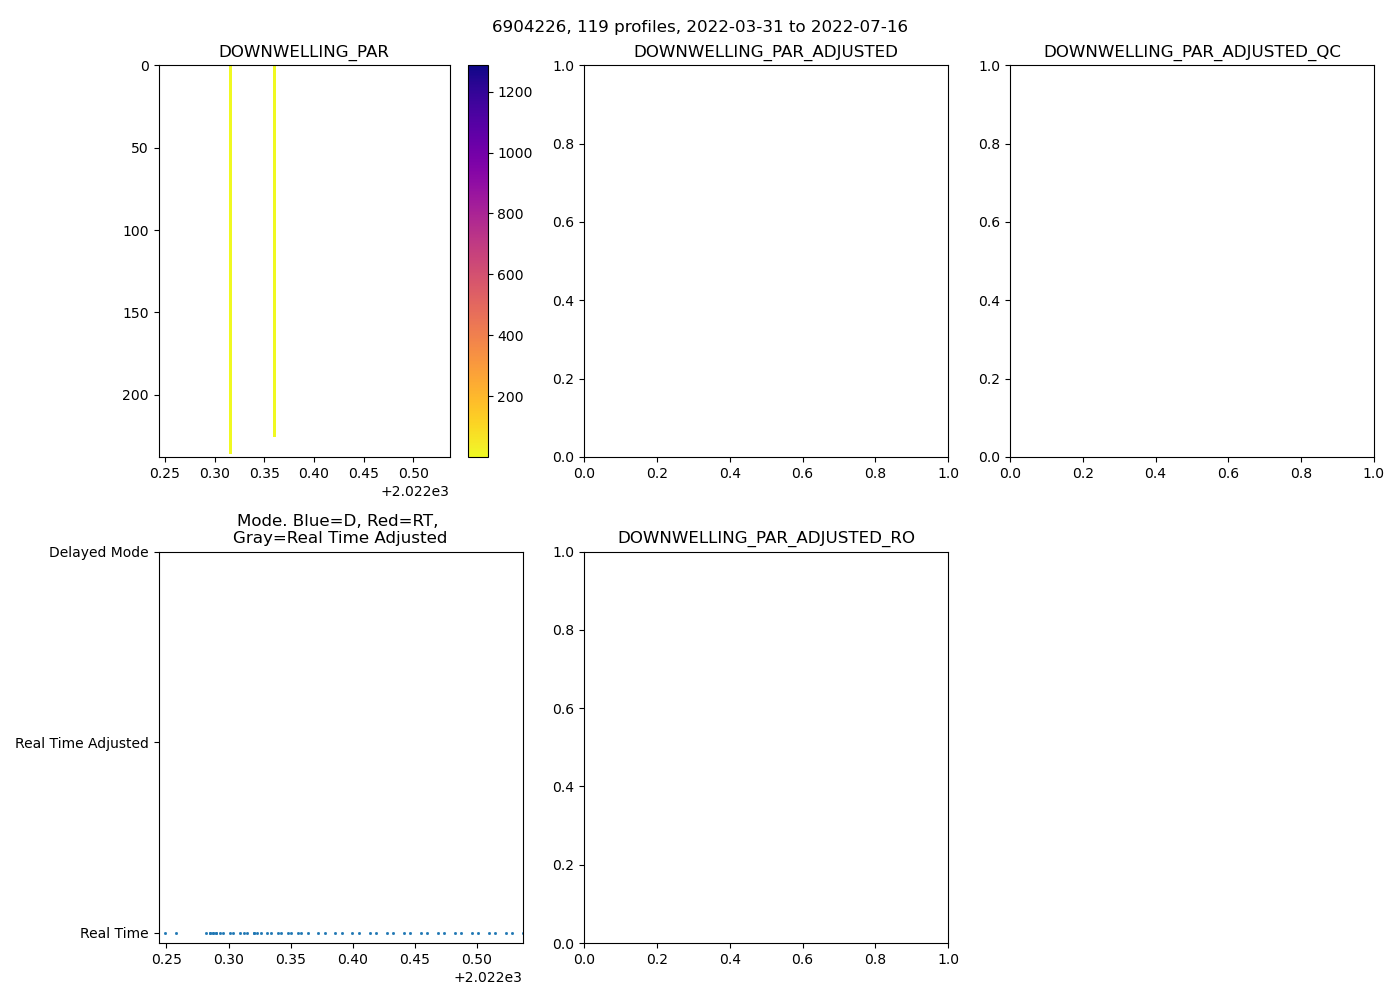 6904226, 119 profiles, 2022-03-31 to 2022-07-16
DOWNWELLING_PAR
0
50
100
150
200
0.25 0.30 0.35 0.40 0.45 0.50
+2.022e3
1200
1000
800
600
400
200
DOWNWELLING_PAR_ADJUSTED
1.0
0.8
0.6
0.4
0.2
0.0
0.0 0.2 0.4 0.6 0.8 1.0
DOWNWELLING_PAR_ADJUSTED_QC
1.0
0.8
0.6
0.4
0.2
0.0
0.0 0.2 0.4 0.6 0.8 1.0
Mode. Blue=D, Red=RT,
Gray=Real Time Adjusted
Delayed Mode
Real Time Adjusted
Real Time
0.25 0.30 0.35 0.40 0.45 0.50
+2.022e3
DOWNWELLING_PAR_ADJUSTED_RO
1.0
0.8
0.6
0.4
0.2
0.0
0.0 0.2 0.4 0.6 0.8 1.0